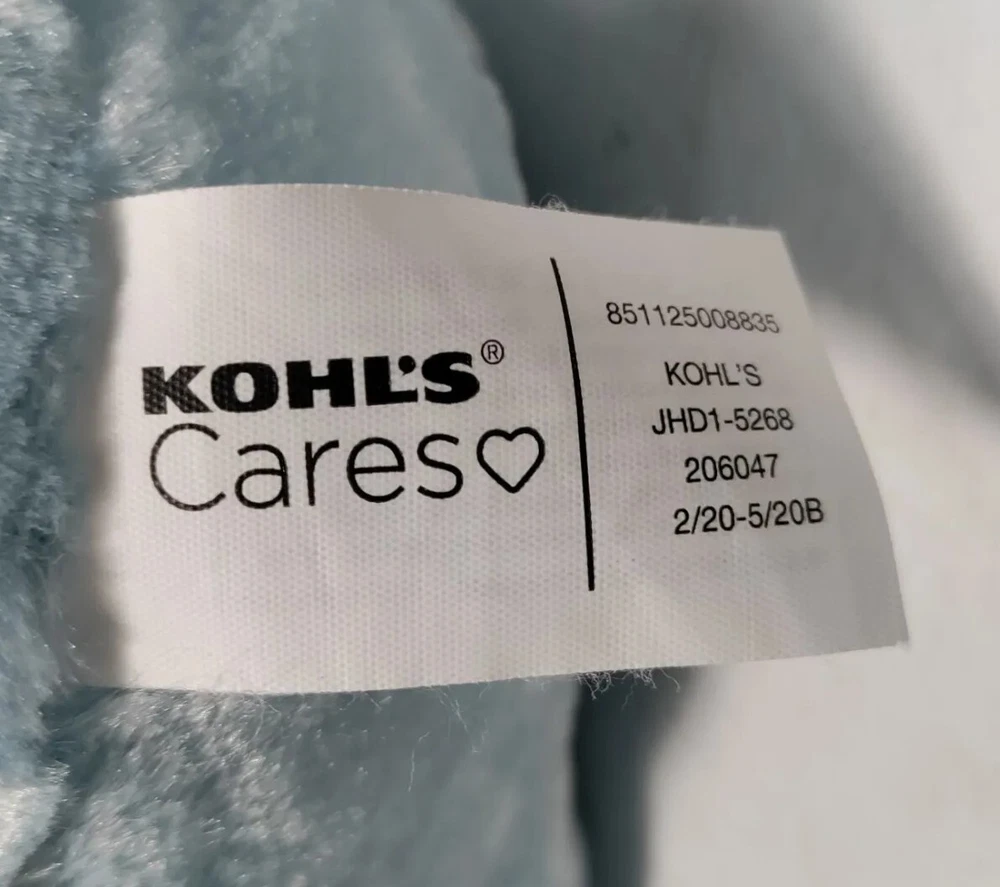 KOHL'S®
Cares♡
851125008835
KOHL'S
JHD1-5268
206047
2/20-5/20B